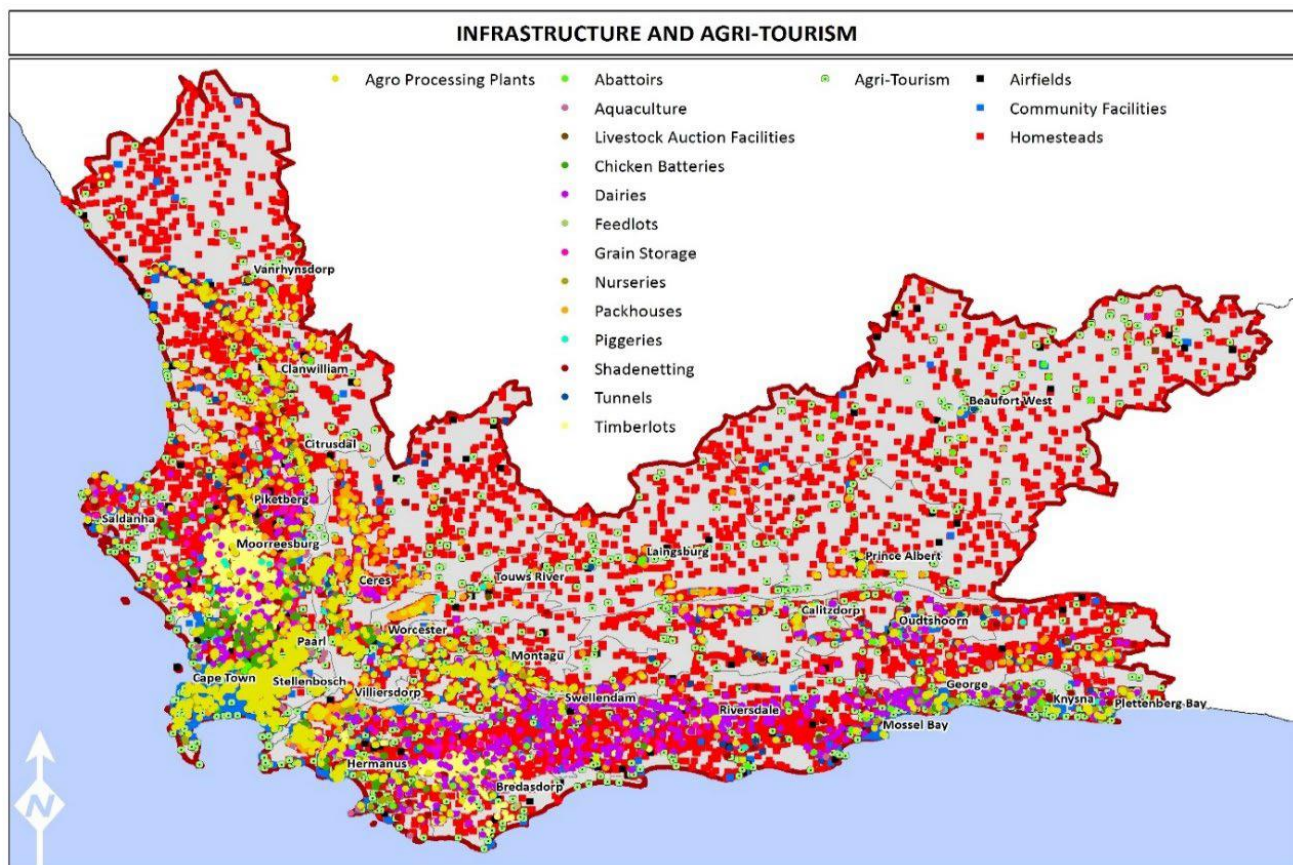 INFRASTRUCTURE AND AGRI-TOURISM
Agro Processing Plants
Abattoirs
Aquaculture
Livestock Auction Facilities
Chicken Batteries
Dairies
Feedlots
Grain Storage
Nurseries
Packhouses
Piggeries
Shadenetting
Tunnels
Timberlots
Agri-Tourism
Airfields
Community Facilities
Homesteads
Vanrhynsdorp
Clanwilliam
Beaufort West
Citrusdal
Piketberg
Saldanha
Moorreesburg
Laingsburg
Prince Albert
Ceres
Touws River
Calitzdorp
Oudtshoorn
Worcester
Paarl
Montagu
Cape Town
Stellenbosch
Villiersdorp
Swellendam
George
Knysna
Plettenberg Bay
Riversdale
Mossel Bay
Hermanus
Bredasdorp
N